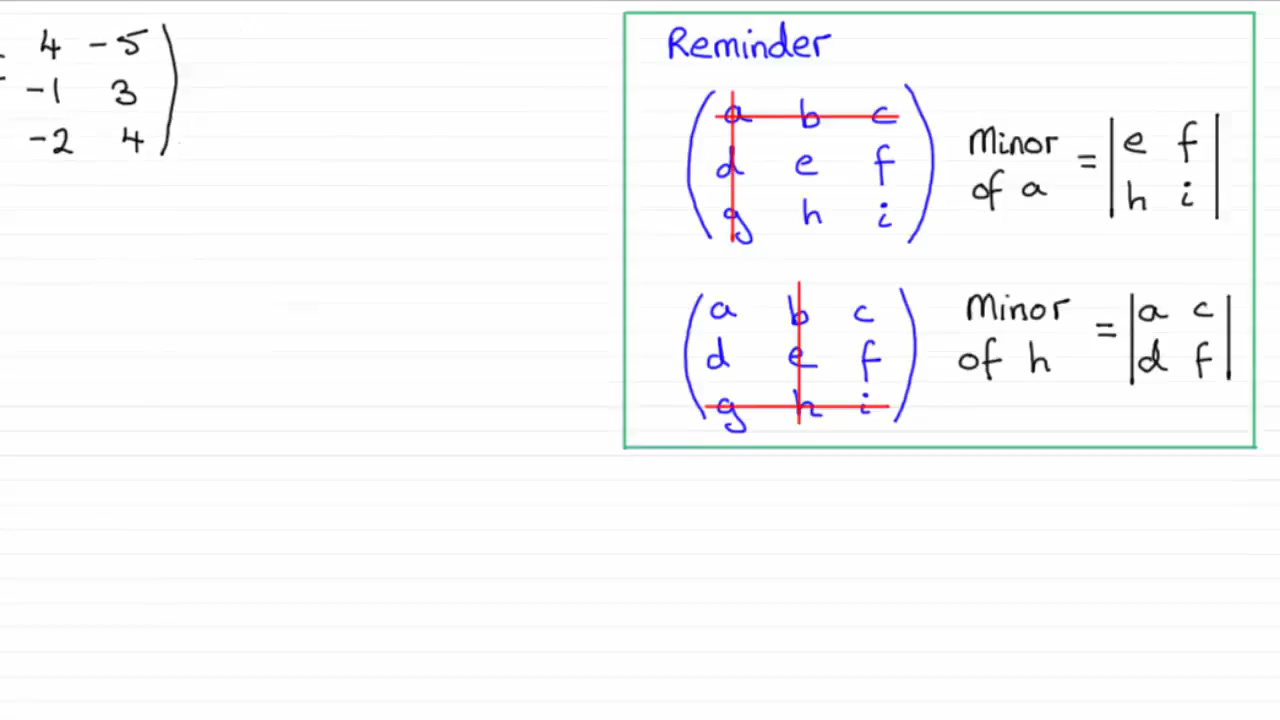 4 -5
-1 3
-2 4
Reminder
a b c
d e f
g h i
Minor of a = |e f|
|h i|
a b c
d e f
g h i
Minor of h = |a c|
|d f|